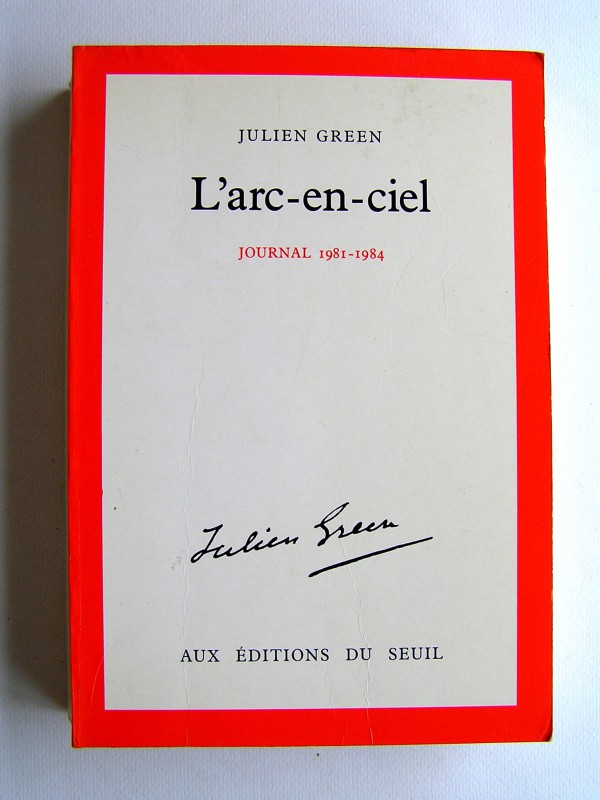 JULIEN GREEN
L'arc-en-ciel
JOURNAL 1981-1984
Julien Green
AUX ÉDITIONS DU SEUIL